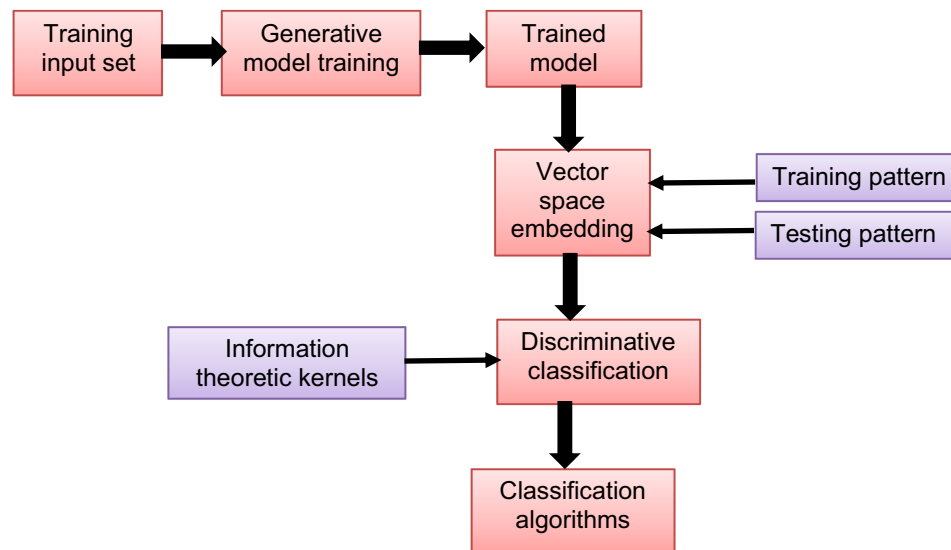 Training
input set
Generative
model training
Trained
model
Vector
space
embedding
Training pattern
Testing pattern
Information
theoretic kernels
Discriminative
classification
Classification
algorithms